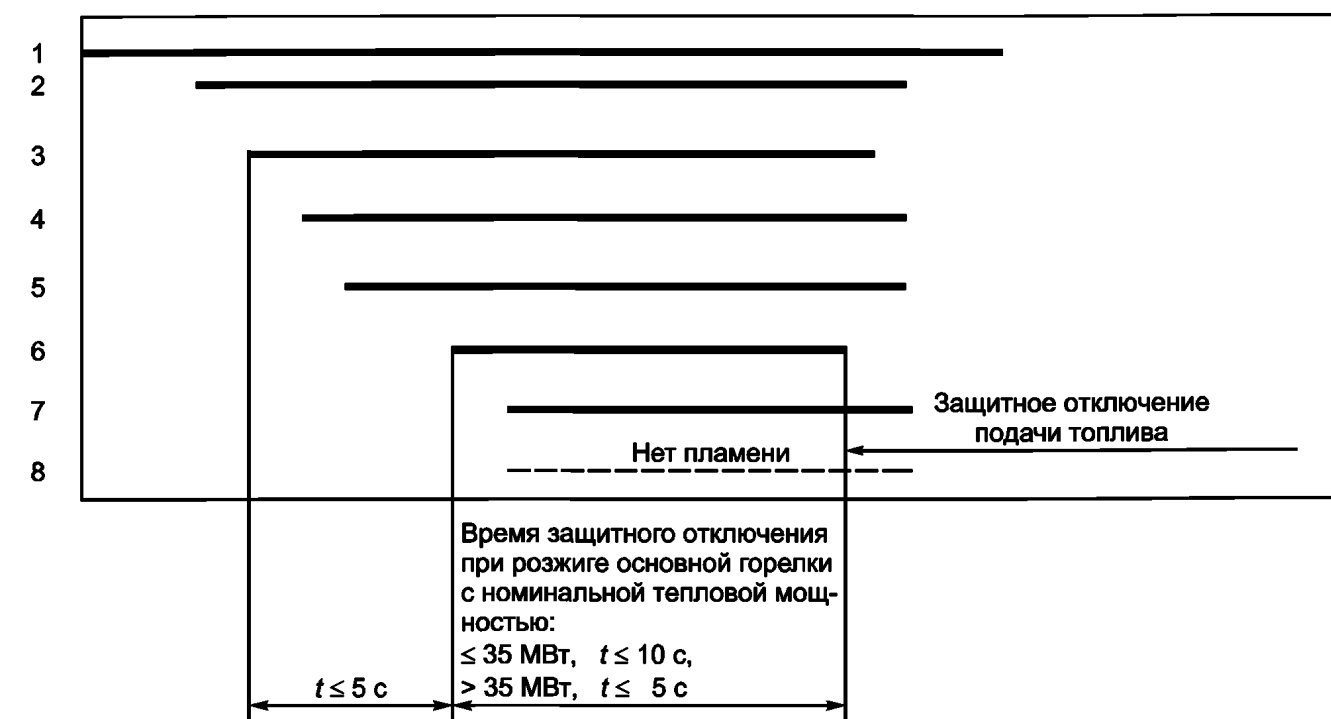 1
2
3
4
5
6
7
8
Защитное отключение
подачи топлива
Нет пламени
Время защитного отключения
при розжиге основной горелки
с номинальной тепловой мощ-
ностью:
≤ 35 МВт, t ≤ 10 с,
> 35 МВт, t ≤ 5 с
t ≤ 5 с